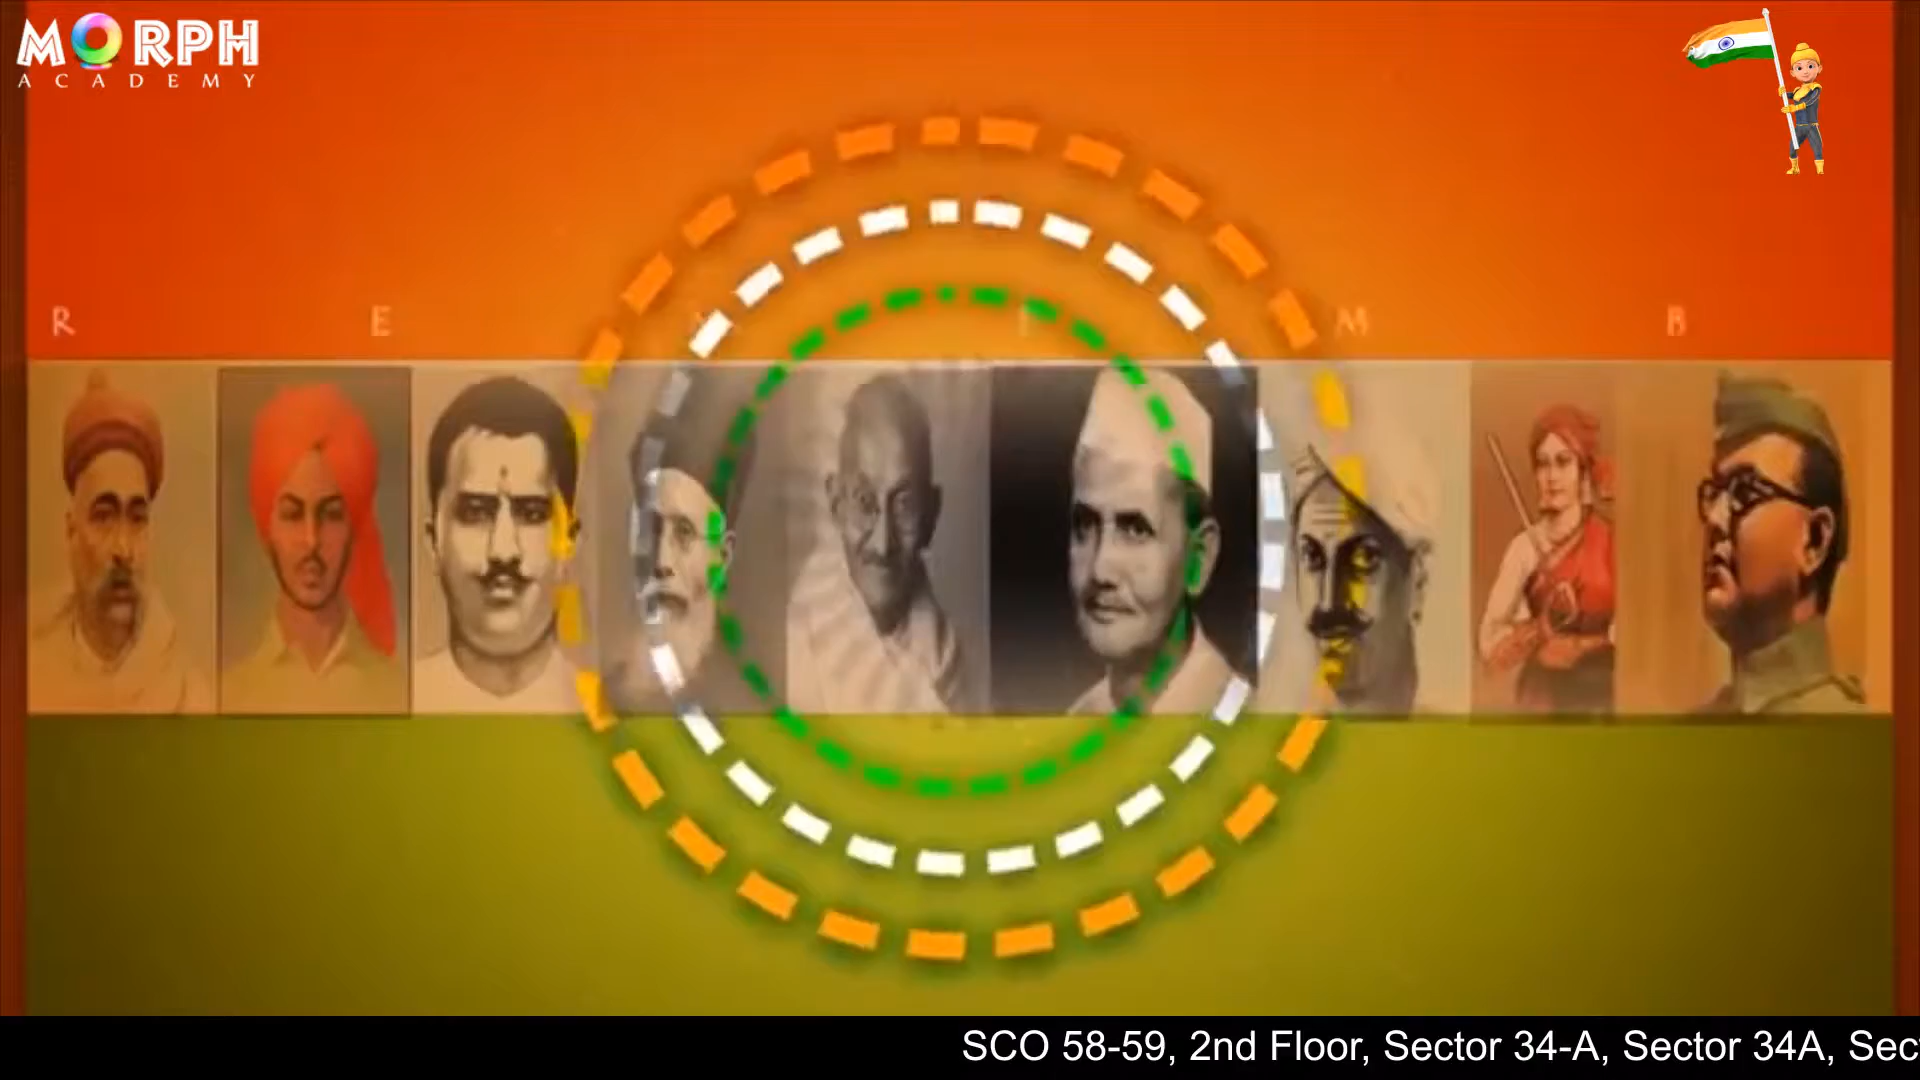 MORPH
ACADEMY
R E M M B
SCO 58-59, 2nd Floor, Sector 34-A, Sector 34A, Sec